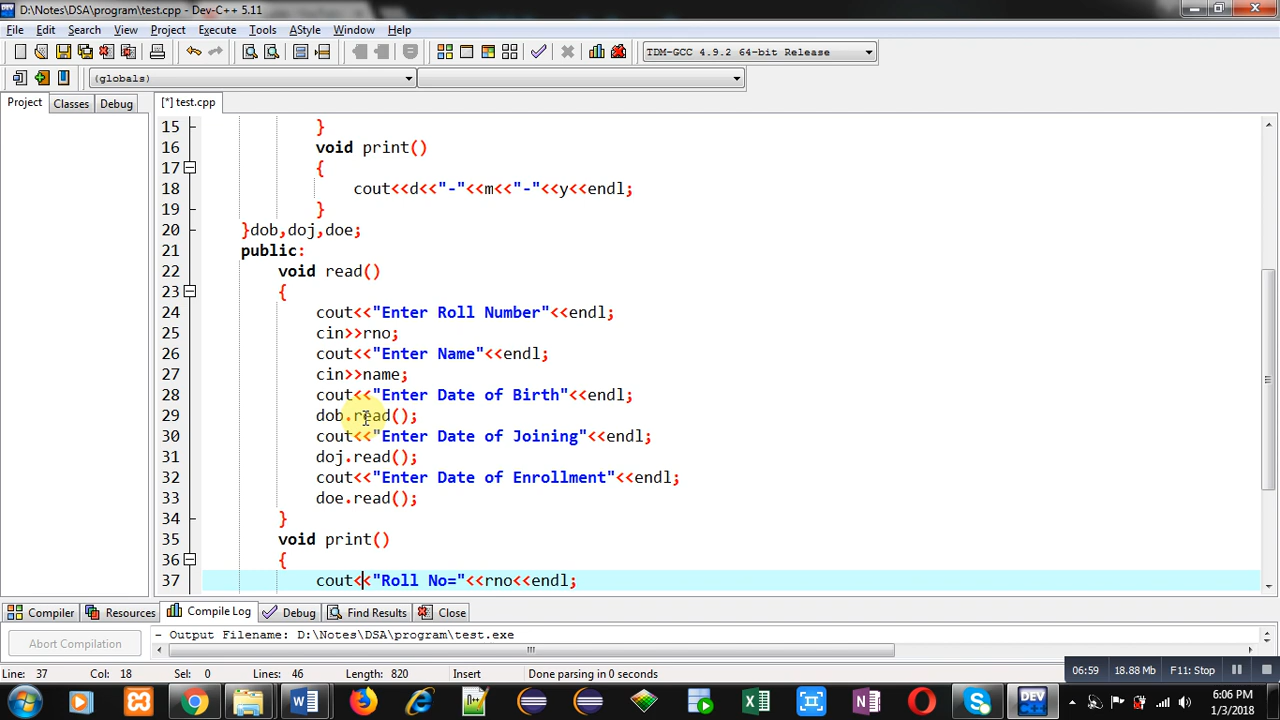 D:\Notes\DSA\program\test.cpp - Dev-C++ 5.11
File Edit Search View Project Execute Tools AStyle Window Help
TDM-GCC 4.9.2 64-bit Release
(globals)
Project Classes Debug [*] test.cpp
15 }
16 void print()
17 {
18 cout<<d<<"-"<<m<<"-"<<y<<endl;
19 }
20 }dob,doj,doe;
21 public:
22 void read()
23 {
24 cout<<"Enter Roll Number"<<endl;
25 cin>>rno;
26 cout<<"Enter Name"<<endl;
27 cin>>name;
28 cout<<"Enter Date of Birth"<<endl;
29 dob.read();
30 cout<<"Enter Date of Joining"<<endl;
31 doj.read();
32 cout<<"Enter Date of Enrollment"<<endl;
33 doe.read();
34 }
35 void print()
36 {
37 cout<<"Roll No="<<rno<<endl;
Compiler Resources Compile Log Debug Find Results Close
Abort Compilation - Output Filename: D:\Notes\DSA\program\test.exe
Line: 37 Col: 18 Sel: 0 Lines: 46 Length: 820 Insert Done parsing in 0 seconds
06:59 18.88 Mb F11: Stop
DEV
6:06 PM
1/3/2018